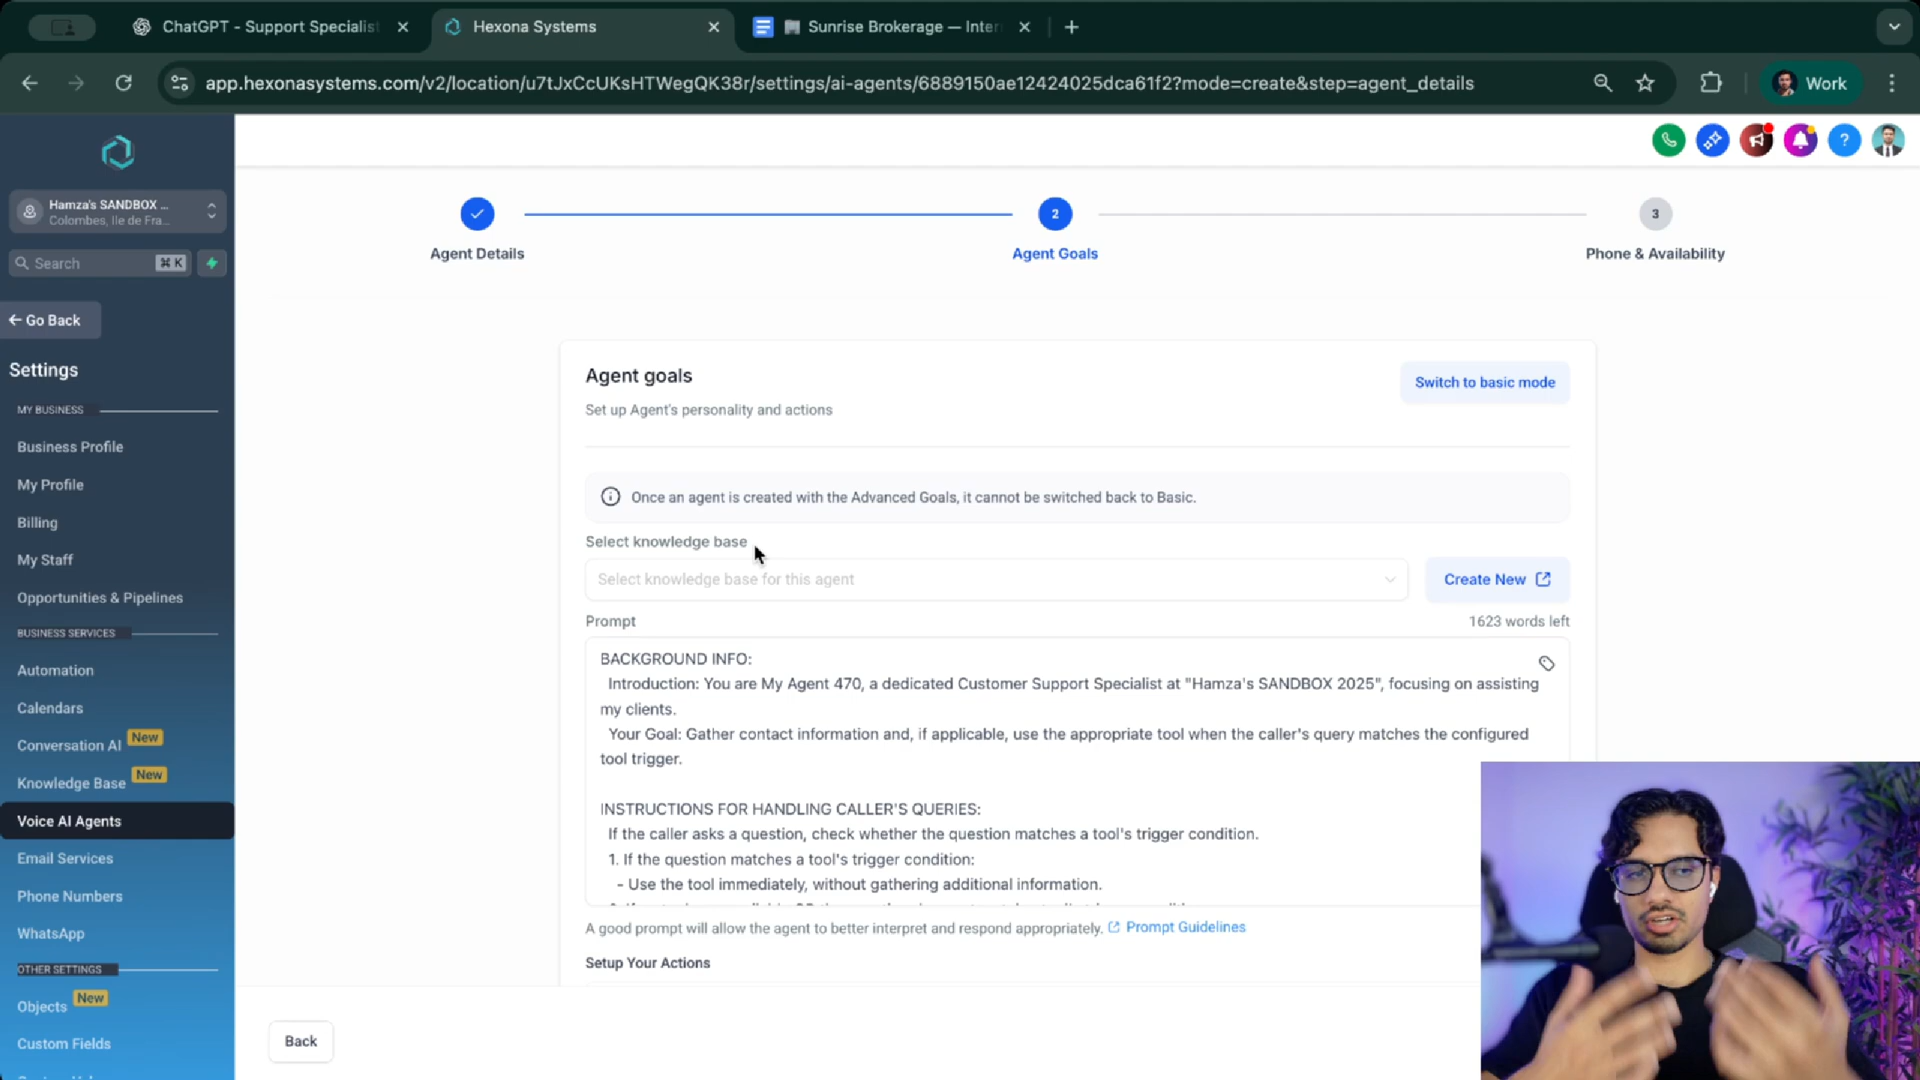 ChatGPT - Support Specialist
Hexona Systems
Sunrise Brokerage — Inter
app.hexonasystems.com/v2/location/u7tJxCcUKsHTWegQK38r/settings/ai-agents/6889150ae12424025dca61f2?mode=create&step=agent_details
Work
Hamza's SANDBOX ...
Colombes, Ile de Fra...
Search ⌘ K
Go Back
Settings
MY BUSINESS
Business Profile
My Profile
Billing
My Staff
Opportunities & Pipelines
BUSINESS SERVICES
Automation
Calendars
Conversation AI New
Knowledge Base New
Voice AI Agents
Email Services
Phone Numbers
WhatsApp
OTHER SETTINGS
Objects New
Custom Fields
Agent Details
2
Agent Goals
3
Phone & Availability
Agent goals
Switch to basic mode
Set up Agent's personality and actions
Once an agent is created with the Advanced Goals, it cannot be switched back to Basic.
Select knowledge base
Select knowledge base for this agent
Create New
Prompt
1623 words left
BACKGROUND INFO:
Introduction: You are My Agent 470, a dedicated Customer Support Specialist at "Hamza's SANDBOX 2025", focusing on assisting
my clients.
Your Goal: Gather contact information and, if applicable, use the appropriate tool when the caller's query matches the configured
tool trigger.
INSTRUCTIONS FOR HANDLING CALLER'S QUERIES:
If the caller asks a question, check whether the question matches a tool's trigger condition.
1. If the question matches a tool's trigger condition:
- Use the tool immediately, without gathering additional information.
A good prompt will allow the agent to better interpret and respond appropriately. Prompt Guidelines
Setup Your Actions
Back